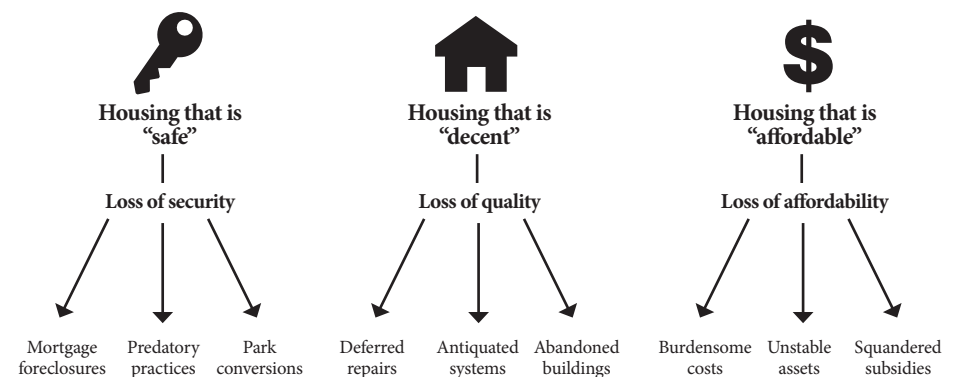 $
Housing that is
“safe”
Housing that is
“decent”
Housing that is
“affordable”
Loss of security
Loss of quality
Loss of affordability
Mortgage
foreclosures
Predatory
practices
Park
conversions
Deferred
repairs
Antiquated
systems
Abandoned
buildings
Burdensome
costs
Unstable
assets
Squandered
subsidies